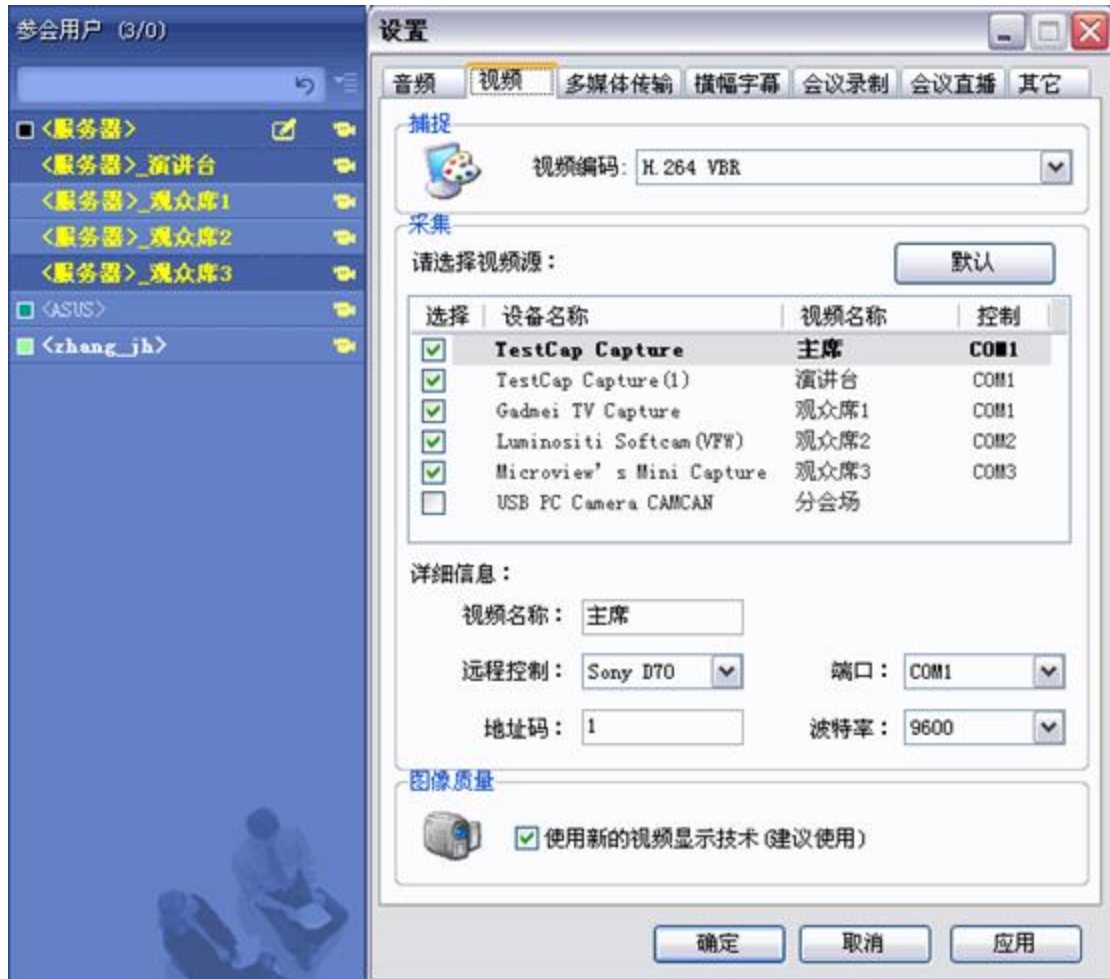 参会用户 (3/0)
<服务器>
<服务器>_演讲台
<服务器>_观众席1
<服务器>_观众席2
<服务器>_观众席3
<ASUS>
<zhang_jh>
设置
音频 视频 多媒体传输 横幅字幕 会议录制 会议直播 其它
捕捉
视频编码: H.264 VBR
采集
请选择视频源： 默认
选择 设备名称 视频名称 控制
TestCap Capture 主席 COM1
TestCap Capture(1) 演讲台 COM1
Gadmei TV Capture 观众席1 COM1
Luminositi Softcam(VFW) 观众席2 COM2
Microview's Mini Capture 观众席3 COM3
USB PC Camera CAMCAN 分会场
详细信息：
视频名称： 主席
远程控制： Sony D70 端口： COM1
地址码： 1 波特率： 9600
图像质量
使用新的视频显示技术(建议使用)
确定 取消 应用